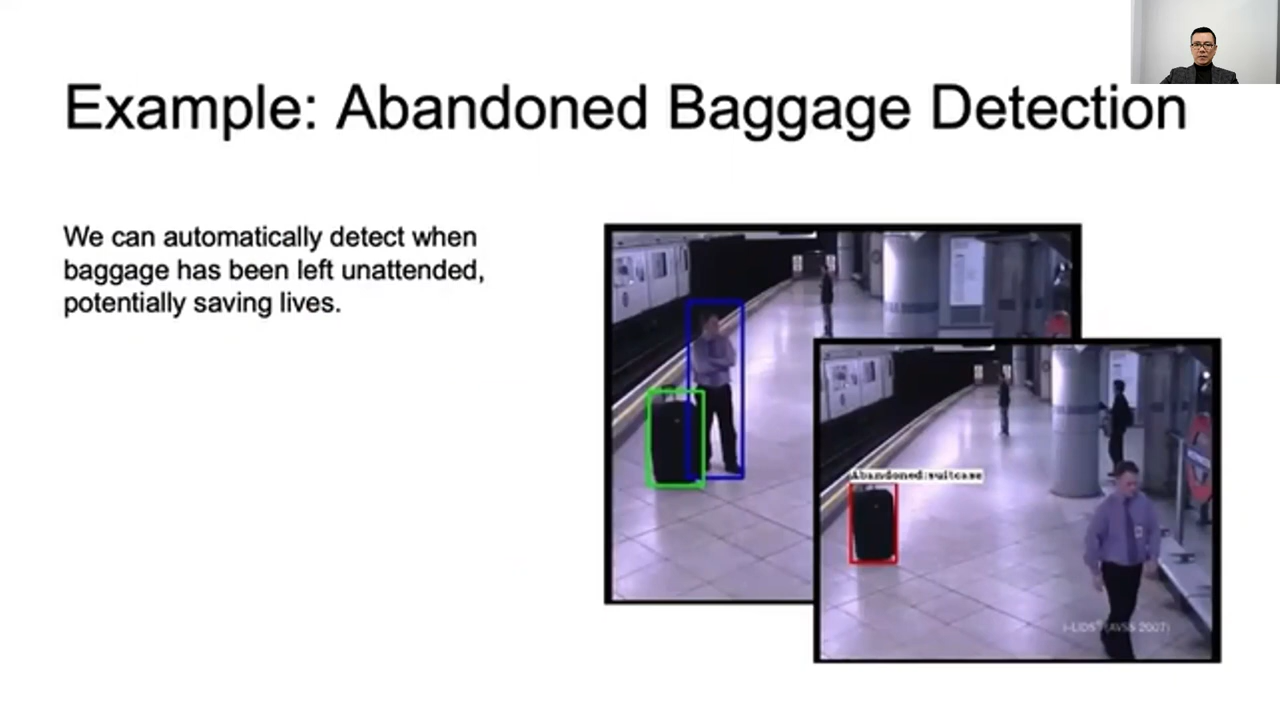 Example: Abandoned Baggage Detection
We can automatically detect when
baggage has been left unattended,
potentially saving lives.
Abandoned:suitcase
i-LIDS (AVSS 2007)